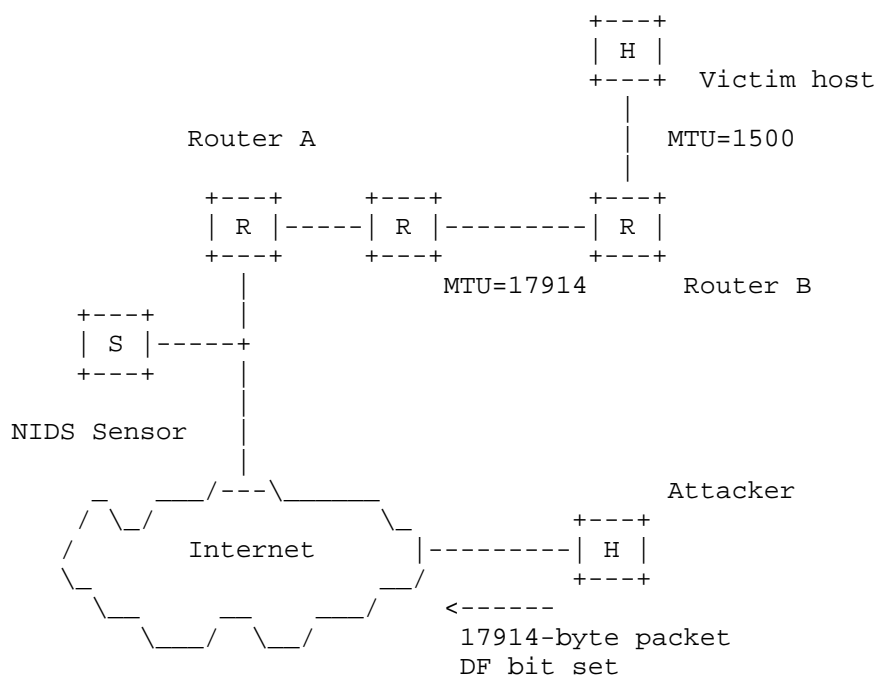 H
Victim host
Router A MTU=1500
R R R
MTU=17914 Router B
S
NIDS Sensor
Attacker
Internet H
<------
17914-byte packet
DF bit set